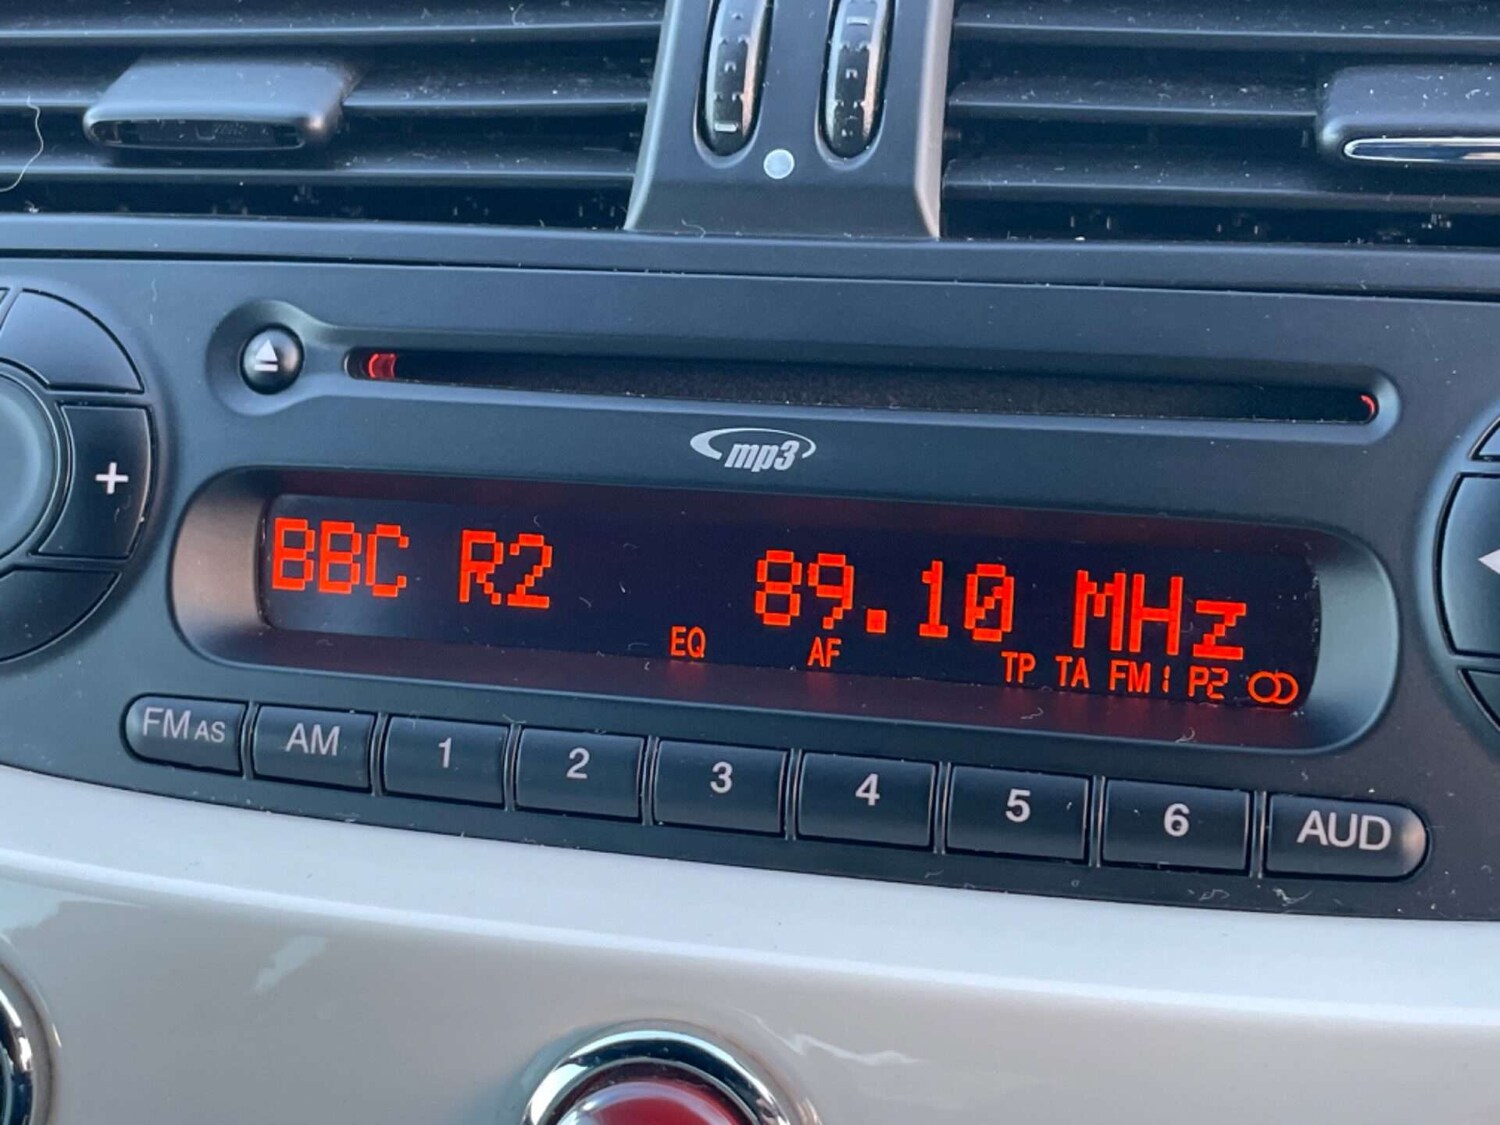 +
mp3
BBC R2 89.10 MHz
EQ AF TP TA FM1 P2
FM AS AM 1 2 3 4 5 6 AUD